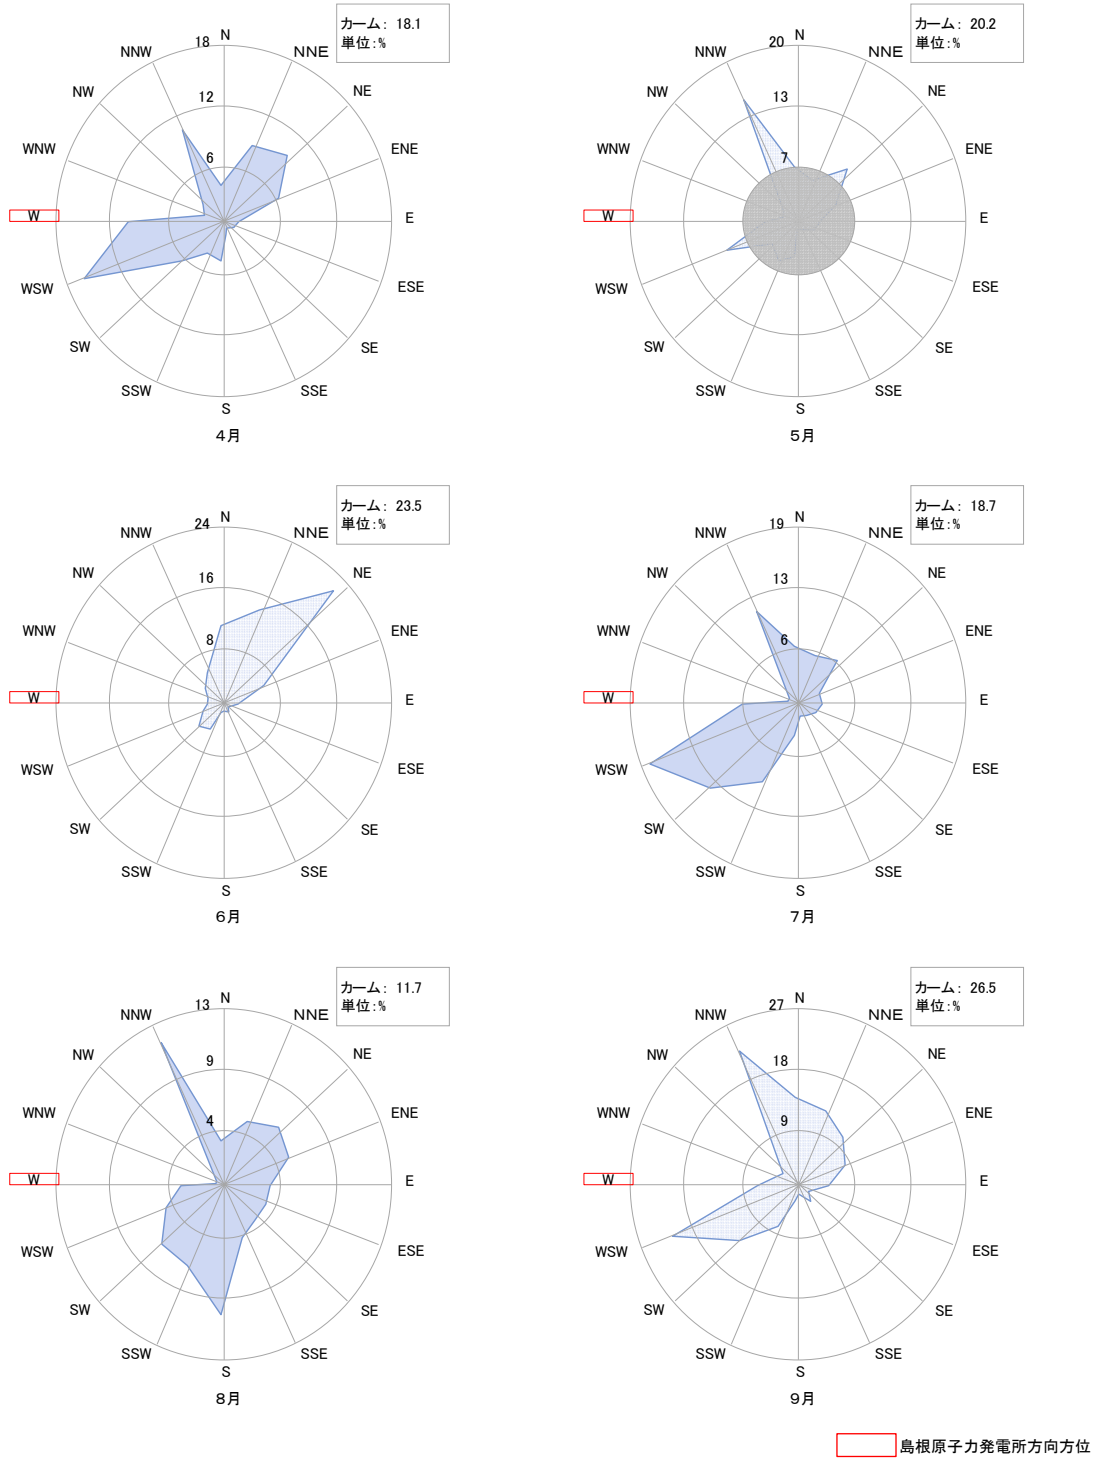 カーム: 18.1
単位:%
N
NNE
NE
ENE
E
ESE
SE
SSE
S
SSW
SW
WSW
W
WNW
NW
NNW
18
12
6
4月
カーム: 20.2
単位:%
N
NNE
NE
ENE
E
ESE
SE
SSE
S
SSW
SW
WSW
W
WNW
NW
NNW
20
13
7
5月
カーム: 23.5
単位:%
N
NNE
NE
ENE
E
ESE
SE
SSE
S
SSW
SW
WSW
W
WNW
NW
NNW
24
16
8
6月
カーム: 18.7
単位:%
N
NNE
NE
ENE
E
ESE
SE
SSE
S
SSW
SW
WSW
W
WNW
NW
NNW
19
13
6
7月
カーム: 11.7
単位:%
N
NNE
NE
ENE
E
ESE
SE
SSE
S
SSW
SW
WSW
W
WNW
NW
NNW
13
9
4
8月
カーム: 26.5
単位:%
N
NNE
NE
ENE
E
ESE
SE
SSE
S
SSW
SW
WSW
W
WNW
NW
NNW
27
18
9
9月
島根原子力発電所方向方位